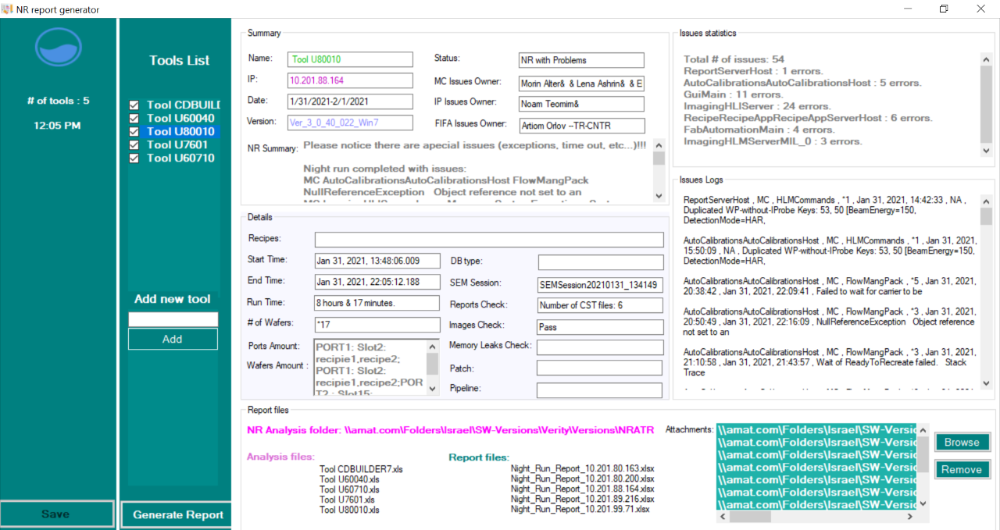 NR report generator
# of tools : 5
12:05 PM
Save
Tools List
Tool CDBUILD
Tool U60040
Tool U80010
Tool U7601
Tool U60710
Add new tool
Add
Generate Report
Summary
Name: Tool U80010
IP: 10.201.88.164
Date: 1/31/2021-2/1/2021
Version: Ver_3_0_40_022_Win7
Status: NR with Problems
MC Issues Owner: Morin Alter& & Lena Ashrin& & E
IP Issues Owner: Noam Teomim&
FIFA Issues Owner: Artiom Orlov --TR-CNTR
NR Summary: Please notice there are apecial issues (exceptions, time out, etc...)!!!
Night run completed with issues:
MC AutoCalibrationsAutoCalibrationsHost FlowMangPack
NullReferenceException Object reference not set to an
Details
Recipes:
Start Time: Jan 31, 2021, 13:48:06.009
End Time: Jan 31, 2021, 22:05:12.188
Run Time: 8 hours & 17 minutes.
# of Wafers: *17
Ports Amount:
Wafers Amount :
PORT1: Slot2:
recipie1,recipe2;
PORT1: Slot2:
recipie1,recipe2;POR
T2 : Slot15:
DB type:
SEM Session: SEMSession20210131_134149
Reports Check: Number of CST files: 6
Images Check: Pass
Memory Leaks Check:
Patch:
Pipeline:
Issues statistics
Total # of issues: 54
ReportServerHost : 1 errors.
AutoCalibrationsAutoCalibrationsHost : 5 errors.
GuiMain : 11 errors.
ImagingHLIServer : 24 errors.
RecipeRecipeAppRecipeAppServerHost : 6 errors.
FabAutomationMain : 4 errors.
ImagingHLMServerMIL_0 : 3 errors.
Issues Logs
ReportServerHost , MC , HLMCommands , *1 , Jan 31, 2021, 14:42:33 , NA ,
Duplicated WP-without-IProbe Keys: 53, 50 [BeamEnergy=150,
DetectionMode=HAR,
AutoCalibrationsAutoCalibrationsHost , MC , HLMCommands , *1 , Jan 31, 2021,
15:50:09 , NA , Duplicated WP-without-IProbe Keys: 53, 50 [BeamEnergy=150,
DetectionMode=HAR,
AutoCalibrationsAutoCalibrationsHost , MC , FlowMangPack , *5 , Jan 31, 2021,
20:38:42 , Jan 31, 2021, 22:09:41 , Failed to wait for carrier to be
AutoCalibrationsAutoCalibrationsHost , MC , FlowMangPack , *3 , Jan 31, 2021,
20:50:49 , Jan 31, 2021, 22:16:09 , NullReferenceException Object reference
not set to an
AutoCalibrationsAutoCalibrationsHost , MC , FlowMangPack , *3 , Jan 31, 2021,
21:10:58 , Jan 31, 2021, 21:43:57 , Wait of ReadyToRecreate failed. Stack
Trace
Report files
NR Analysis folder: \\amat.com\Folders\Israel\SW-Versions\Verity\Versions\NRATR
Analysis files:
Tool CDBUILDER7.xls
Tool U60040.xls
Tool U60710.xls
Tool U7601.xls
Tool U80010.xls
Report files:
Night_Run_Report_10.201.80.163.xlsx
Night_Run_Report_10.201.80.200.xlsx
Night_Run_Report_10.201.88.164.xlsx
Night_Run_Report_10.201.89.216.xlsx
Night_Run_Report_10.201.99.71.xlsx
Attachments:
\\amat.com\Folders\Israel\SW-Versio
\\amat.com\Folders\Israel\SW-Versio
\\amat.com\Folders\Israel\SW-Versio
\\amat.com\Folders\Israel\SW-Versio
\\amat.com\Folders\Israel\SW-Versio
\\amat.com\Folders\Israel\SW-Versio
\\amat.com\Folders\Israel\SW-Versio
Browse
Remove